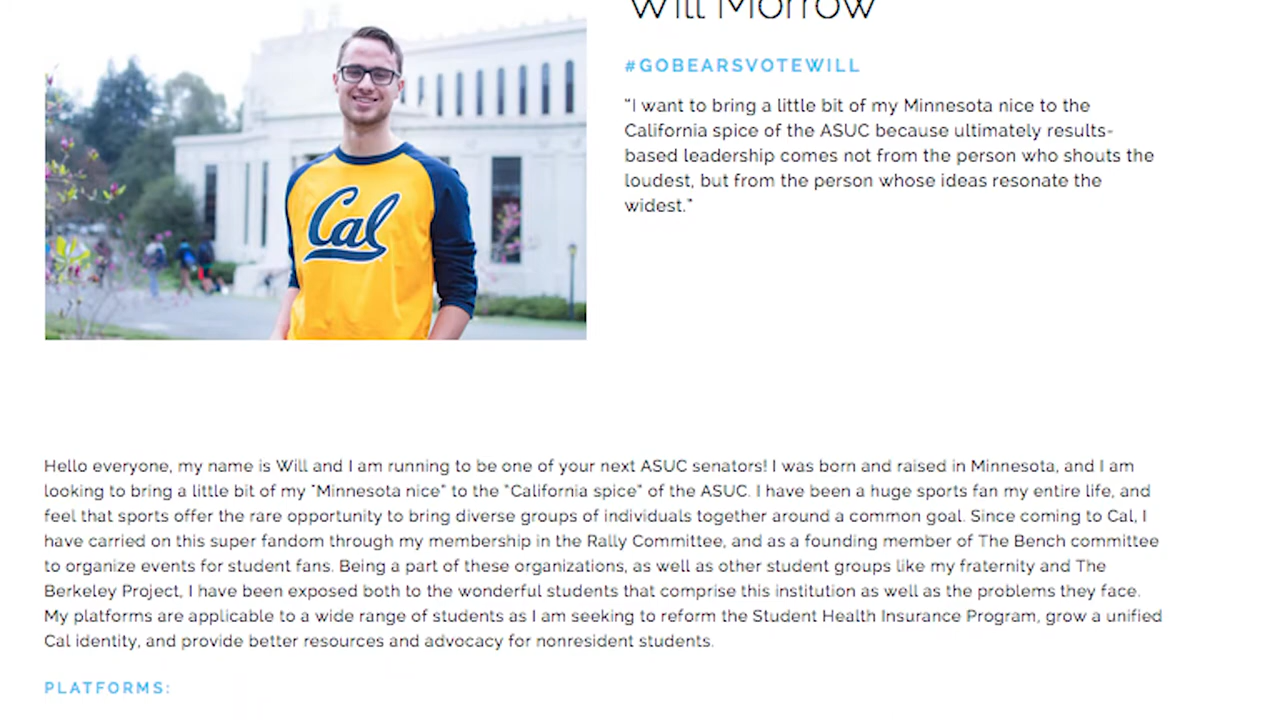 Will Morrow
#GOBEARSVOTEWILL
"I want to bring a little bit of my Minnesota nice to the
California spice of the ASUC because ultimately results-
based leadership comes not from the person who shouts the
loudest, but from the person whose ideas resonate the
widest."
Cal
Hello everyone, my name is Will and I am running to be one of your next ASUC senators! I was born and raised in Minnesota, and I am
looking to bring a little bit of my "Minnesota nice" to the "California spice" of the ASUC. I have been a huge sports fan my entire life, and
feel that sports offer the rare opportunity to bring diverse groups of individuals together around a common goal. Since coming to Cal, I
have carried on this super fandom through my membership in the Rally Committee, and as a founding member of The Bench committee
to organize events for student fans. Being a part of these organizations, as well as other student groups like my fraternity and The
Berkeley Project, I have been exposed both to the wonderful students that comprise this institution as well as the problems they face.
My platforms are applicable to a wide range of students as I am seeking to reform the Student Health Insurance Program, grow a unified
Cal identity, and provide better resources and advocacy for nonresident students.
PLATFORMS: